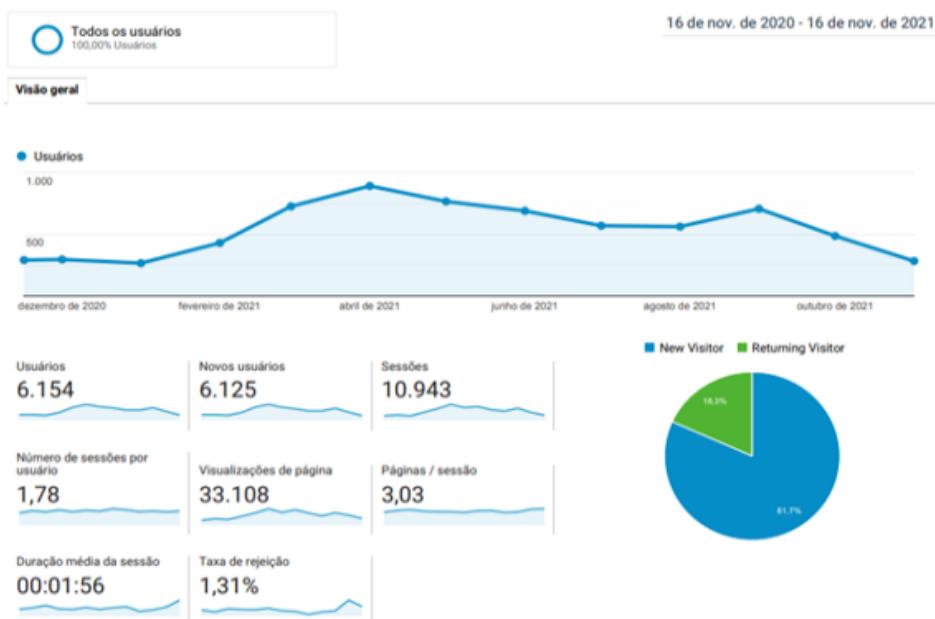 Todos os usuários
100,00% Usuários
16 de nov. de 2020 - 16 de nov. de 2021
Visão geral
Usuários
1.000
500
dezembro de 2020
fevereiro de 2021
abril de 2021
junho de 2021
agosto de 2021
outubro de 2021
New Visitor
Returning Visitor
18,3%
81,7%
Usuários
6.154
Novos usuários
6.125
Sessões
10.943
Número de sessões por
usuário
1,78
Visualizações de página
33.108
Páginas / sessão
3,03
Duração média da sessão
00:01:56
Taxa de rejeição
1,31%